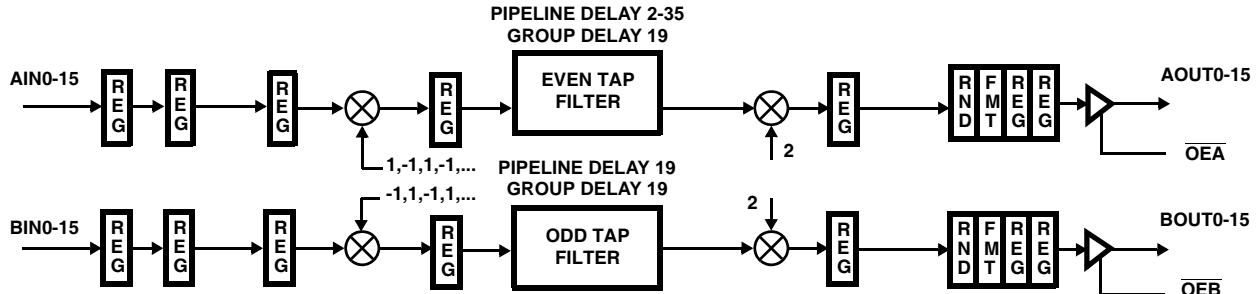 PIPELINE DELAY 2-35
GROUP DELAY 19
AIN0-15
REG
REG
REG
REG
EVEN TAP
FILTER
REG
RND
FMT
REG
REG
AOUT0-15
2
OEA
1,-1,1,-1,...
PIPELINE DELAY 19
GROUP DELAY 19
-1,1,-1,1,...
2
BIN0-15
REG
REG
REG
REG
ODD TAP
FILTER
REG
RND
FMT
REG
REG
BOUT0-15
OEB